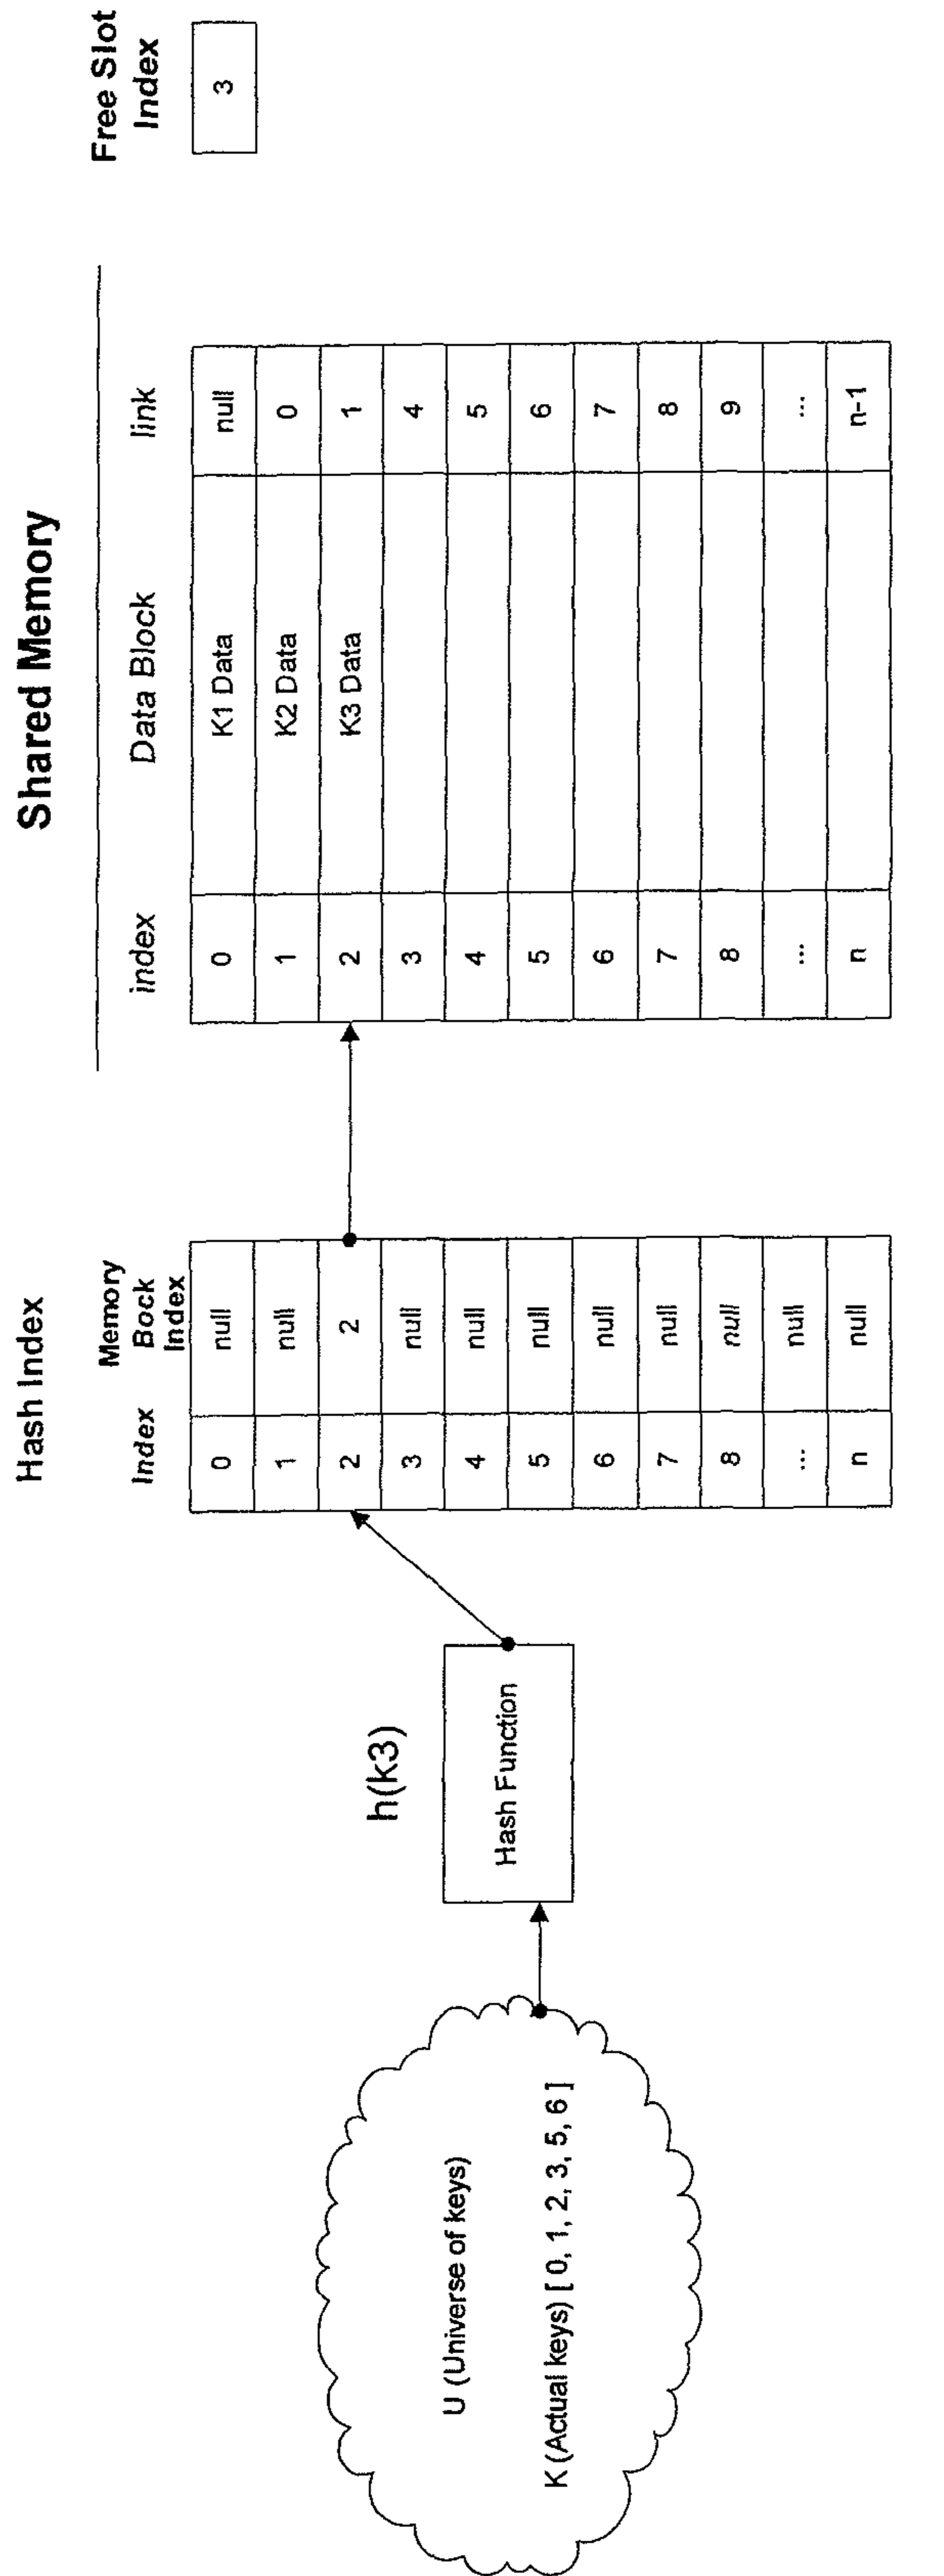 Hash Index
Shared Memory
Free Slot
Index
3
Index
Memory
Bock
Index
0 null
1 null
2 2
3 null
4 null
5 null
6 null
7 null
8 null
... null
n null
index Data Block link
0 K1 Data null
1 K2 Data 0
2 K3 Data 1
3 4
4 5
5 6
6 7
7 8
8 9
... ...
n n-1
h(k3)
Hash Function
U (Universe of keys)
K (Actual keys) [ 0, 1, 2, 3, 5, 6 ]